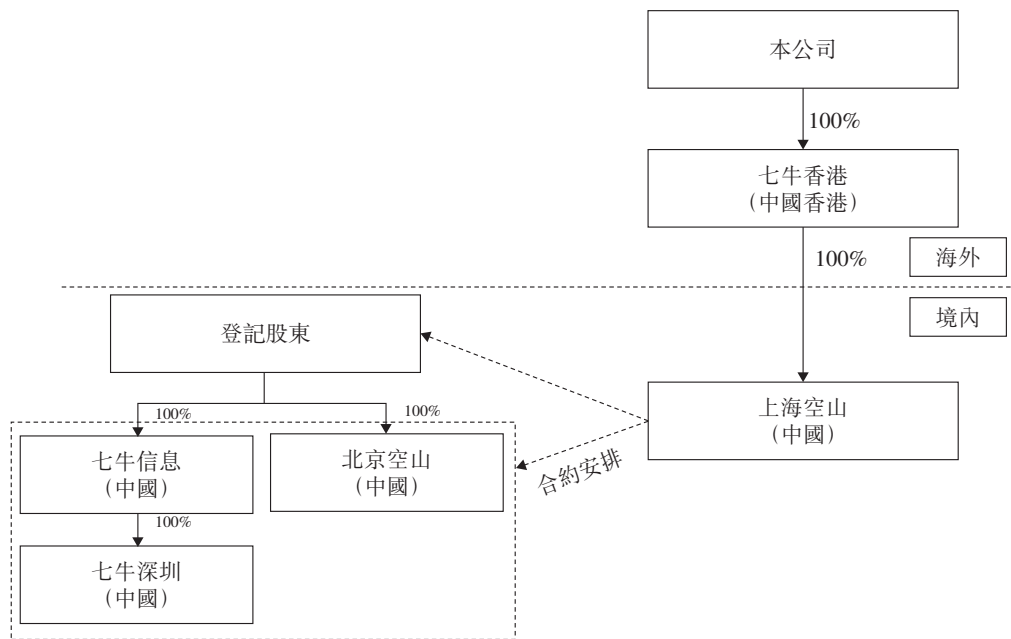 本公司
100%
七牛香港
（中國香港）
100%
海外
境內
登記股東
100%
100%
上海空山
（中國）
七牛信息
（中國）
北京空山
（中國）
合約安排
100%
七牛深圳
（中國）